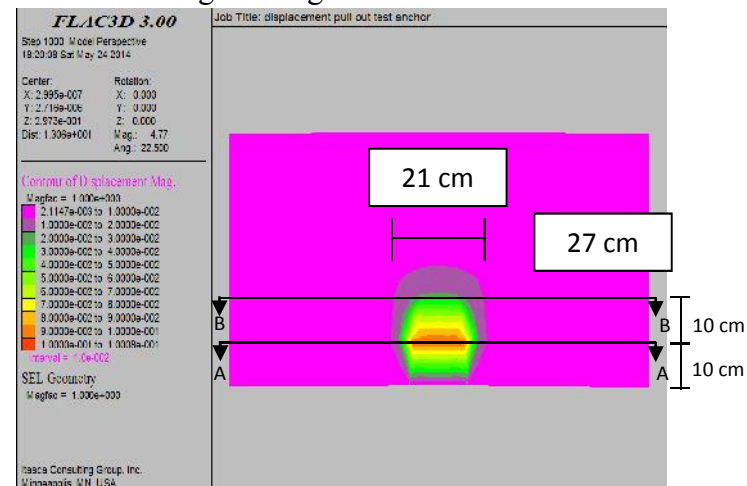 FLAC3D 3.00
Job Title: displacement pull out test anchor
Step 1000 Model Perspective
18:20:08 Sat May 24 2014
Center:
Rotation:
X: 2.995e-007
X: 0.000
Y: 2.716e-006
Y: 0.000
Z: 2.973e-001
Z: 0.000
Dist: 1.306e+001
Mag.: 4.77
Ang.: 22.500
Contour of Displacement Mag.
Magfac = 1.000e+000
2.1147e-003 to 1.0000e-002
1.0000e-002 to 2.0000e-002
2.0000e-002 to 3.0000e-002
3.0000e-002 to 4.0000e-002
4.0000e-002 to 5.0000e-002
5.0000e-002 to 6.0000e-002
6.0000e-002 to 7.0000e-002
7.0000e-002 to 8.0000e-002
8.0000e-002 to 9.0000e-002
9.0000e-002 to 1.0000e-001
1.0000e-001 to 1.0008e-001
Interval = 1.0e-002
SEL Geometry
Magfac = 1.000e+000
Itasca Consulting Group, Inc.
Minneapolis, MN USA
21 cm
27 cm
B
B
10 cm
A
A
10 cm